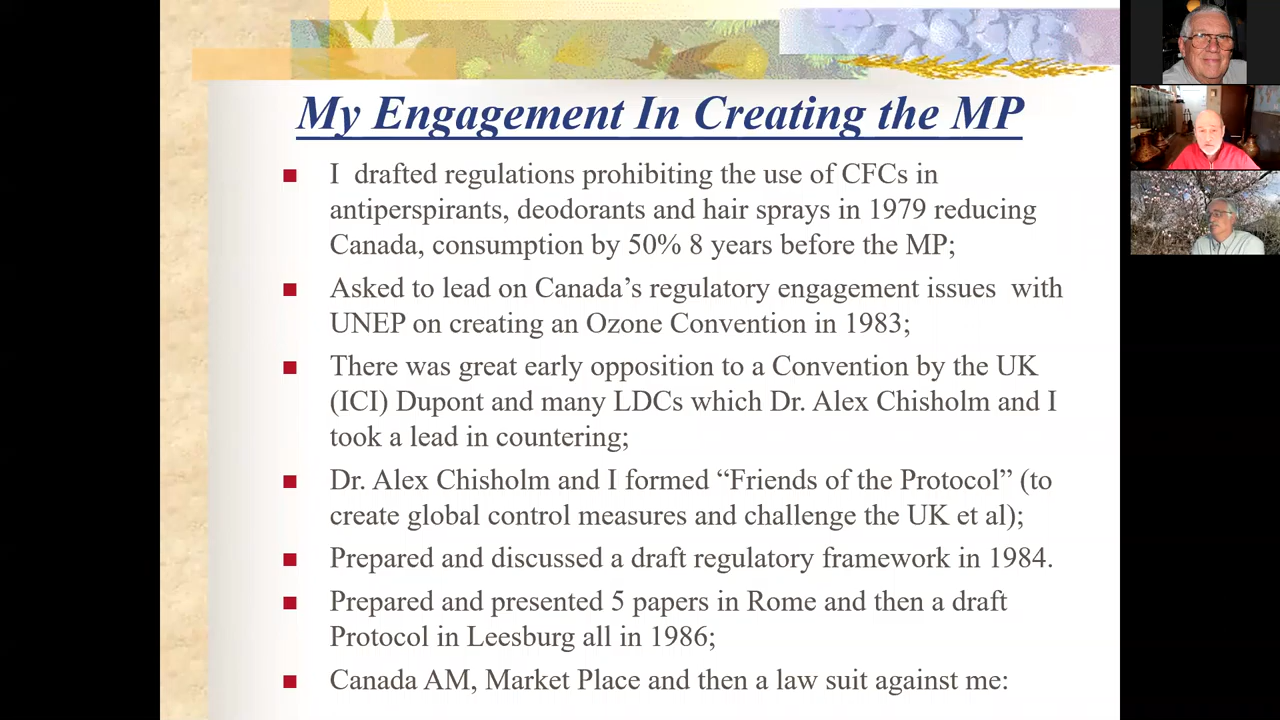 My Engagement In Creating the MP
I drafted regulations prohibiting the use of CFCs in
antiperspirants, deodorants and hair sprays in 1979 reducing
Canada, consumption by 50% 8 years before the MP;
Asked to lead on Canada’s regulatory engagement issues with
UNEP on creating an Ozone Convention in 1983;
There was great early opposition to a Convention by the UK
(ICI) Dupont and many LDCs which Dr. Alex Chisholm and I
took a lead in countering;
Dr. Alex Chisholm and I formed “Friends of the Protocol” (to
create global control measures and challenge the UK et al);
Prepared and discussed a draft regulatory framework in 1984.
Prepared and presented 5 papers in Rome and then a draft
Protocol in Leesburg all in 1986;
Canada AM, Market Place and then a law suit against me: